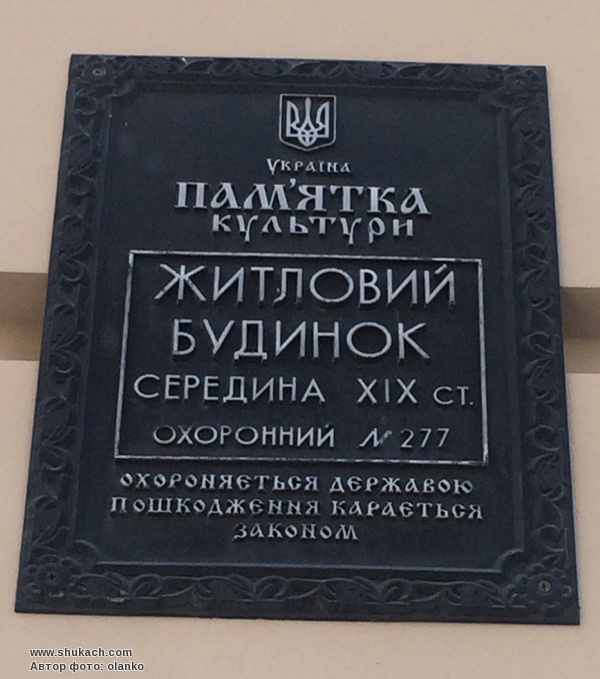 Україна
ПАМ'ЯТКА
культури
ЖИТЛОВИЙ
БУДИНОК
СЕРЕДИНА XIX СТ.
ОХОРОННИЙ № 277
ОХОРОНЯЄТЬСЯ ДЕРЖАВОЮ
ПОШКОДЖЕННЯ КАРАЄТЬСЯ
ЗАКОНОМ
www.shukach.com
Автор фото: olanko